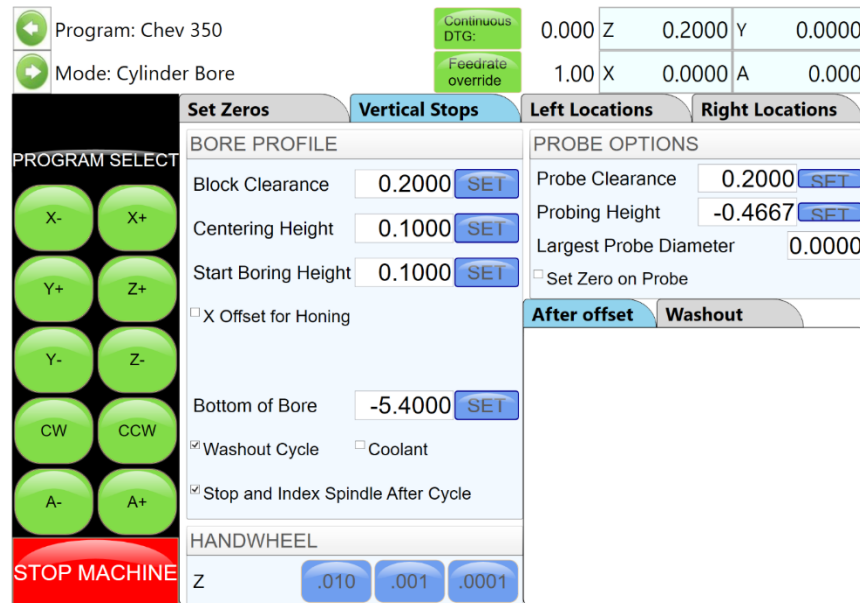 Program: Chev 350
Continuous DTG: 0.000 Z 0.2000 Y 0.0000
Mode: Cylinder Bore
Feedrate override 1.00 X 0.0000 A 0.000
Set Zeros Vertical Stops Left Locations Right Locations
PROGRAM SELECT
X- X+
Y+ Z+
Y- Z-
CW CCW
A- A+
STOP MACHINE
BORE PROFILE
Block Clearance 0.2000 SET
Centering Height 0.1000 SET
Start Boring Height 0.1000 SET
X Offset for Honing
Bottom of Bore -5.4000 SET
Washout Cycle Coolant
Stop and Index Spindle After Cycle
HANDWHEEL
Z .010 .001 .0001
PROBE OPTIONS
Probe Clearance 0.2000 SET
Probing Height -0.4667 SET
Largest Probe Diameter 0.0000
Set Zero on Probe
After offset Washout